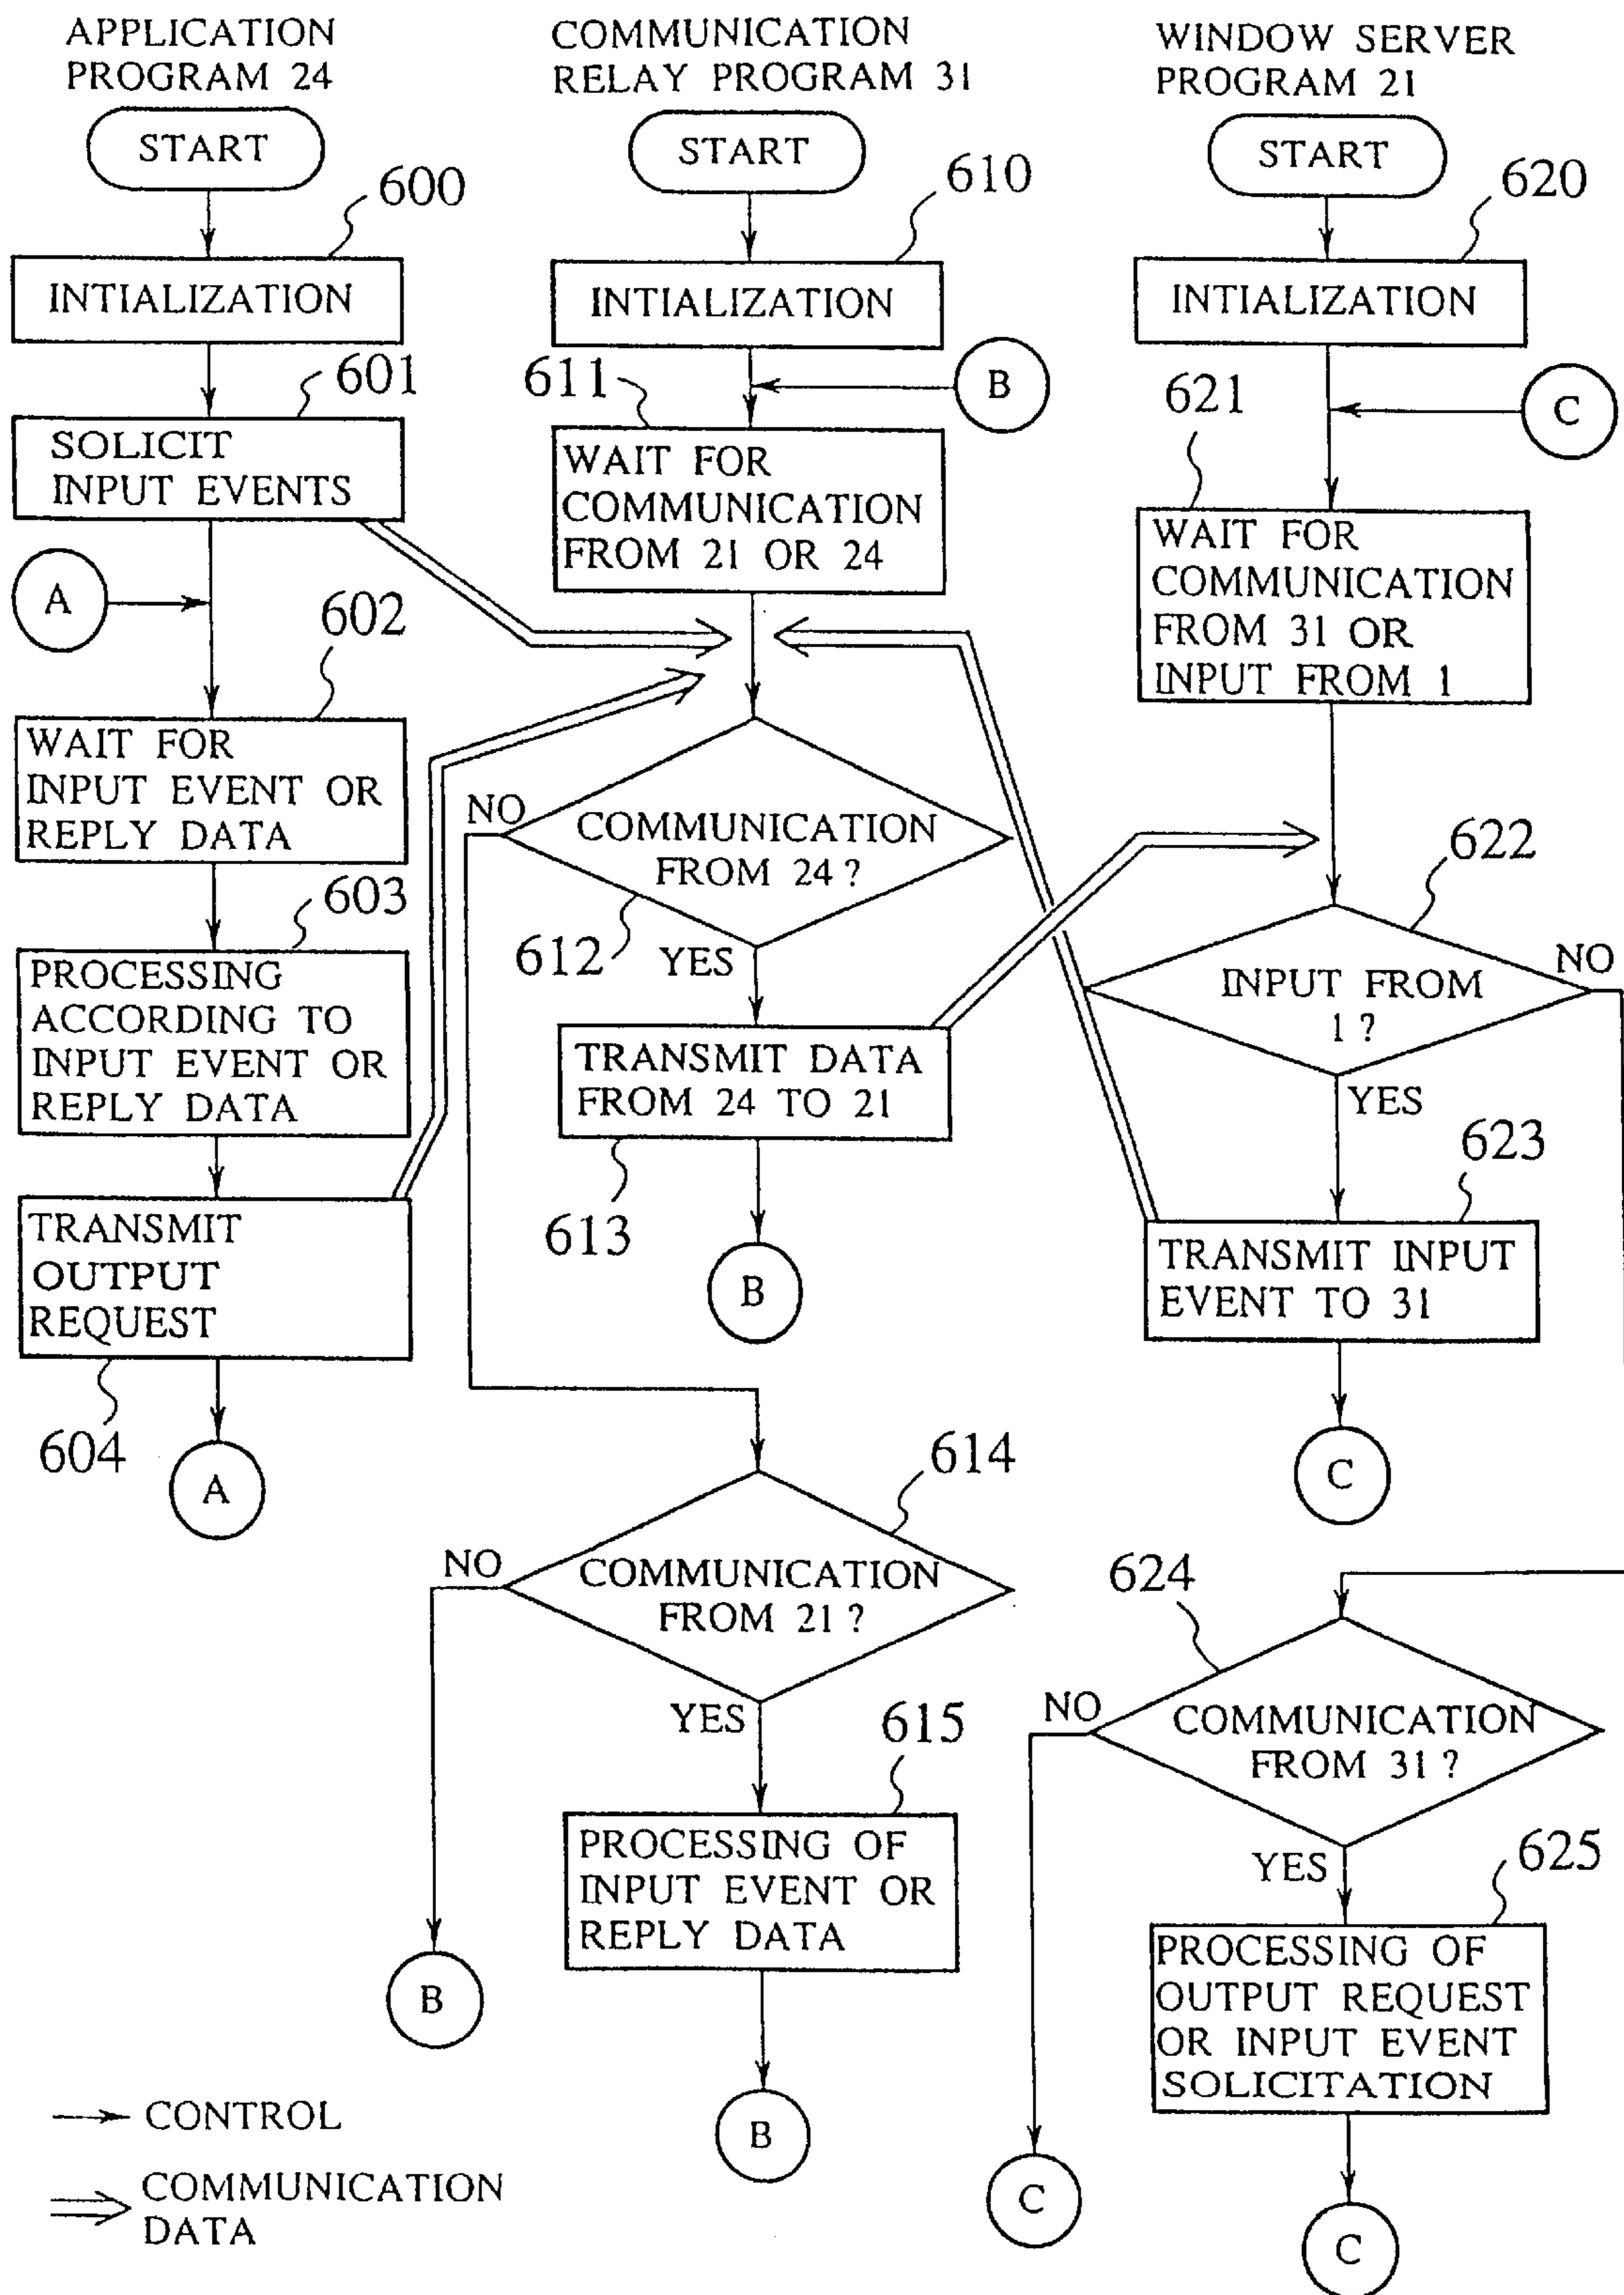 APPLICATION
PROGRAM 24
START
600
INTIALIZATION
601
SOLICIT
INPUT EVENTS
A
602
WAIT FOR
INPUT EVENT OR
REPLY DATA
603
PROCESSING
ACCORDING TO
INPUT EVENT OR
REPLY DATA
TRANSMIT
OUTPUT
REQUEST
604
A
COMMUNICATION
RELAY PROGRAM 31
START
610
INTIALIZATION
B
611
WAIT FOR
COMMUNICATION
FROM 21 OR 24
NO
COMMUNICATION
FROM 24 ?
612
YES
TRANSMIT DATA
FROM 24 TO 21
613
B
614
NO
COMMUNICATION
FROM 21 ?
YES
615
PROCESSING OF
INPUT EVENT OR
REPLY DATA
B
B
WINDOW SERVER
PROGRAM 21
START
620
INTIALIZATION
C
621
WAIT FOR
COMMUNICATION
FROM 31 OR
INPUT FROM 1
622
NO
INPUT FROM
1 ?
YES
623
TRANSMIT INPUT
EVENT TO 31
C
624
NO
COMMUNICATION
FROM 31 ?
YES
625
PROCESSING OF
OUTPUT REQUEST
OR INPUT EVENT
SOLICITATION
C
C
CONTROL
COMMUNICATION
DATA